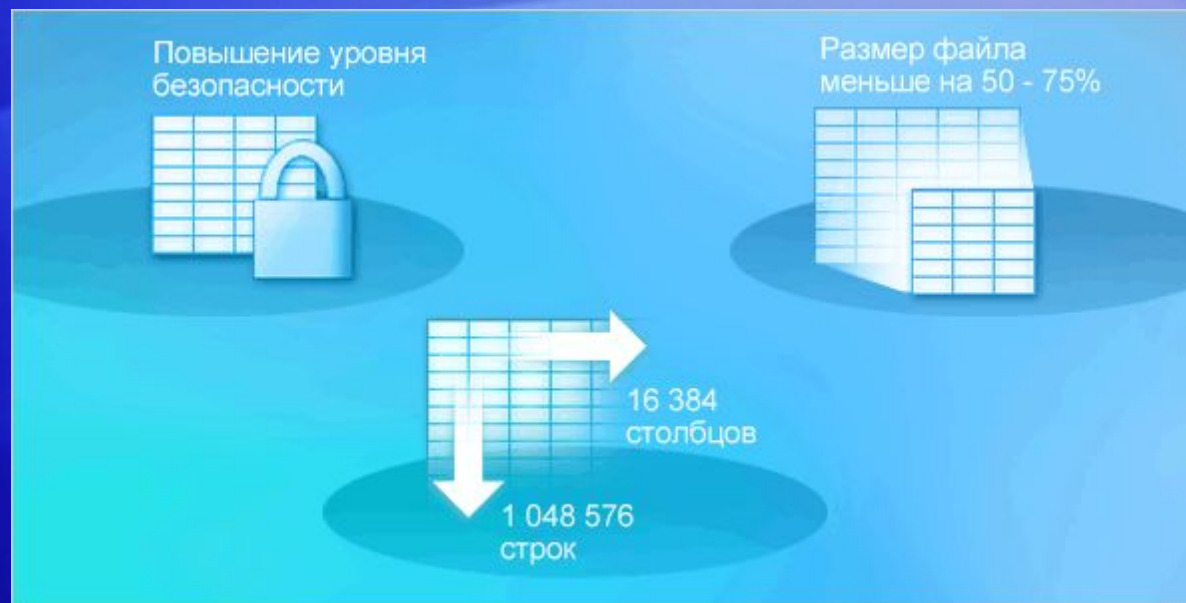 Повышение уровня
безопасности
Размер файла
меньше на 50 - 75%
16 384
столбцов
1 048 576
строк